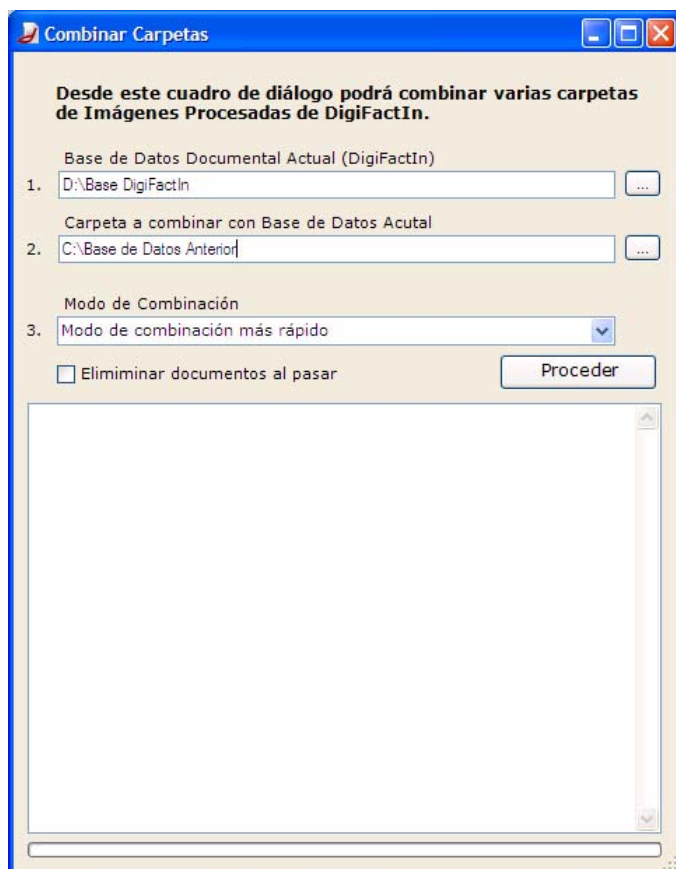 Combinar Carpetas
Desde este cuadro de diálogo podrá combinar varias carpetas
de Imágenes Procesadas de DigiFactIn.
Base de Datos Documental Actual (DigiFactIn)
1. D:\Base DigiFactIn ...
Carpeta a combinar con Base de Datos Acutal
2. C:\Base de Datos Anterior ...
Modo de Combinación
3. Modo de combinación más rápido
Elimiminar documentos al pasar Proceder